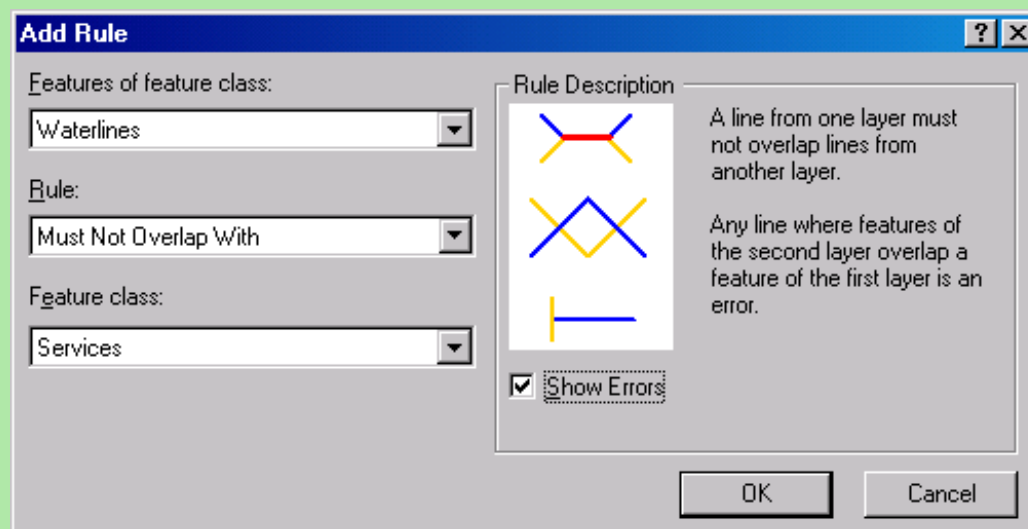 Add Rule
Features of feature class:
Waterlines
Rule:
Must Not Overlap With
Feature class:
Services
Rule Description
A line from one layer must
not overlap lines from
another layer.
Any line where features of
the second layer overlap a
feature of the first layer is an
error.
Show Errors
OK
Cancel